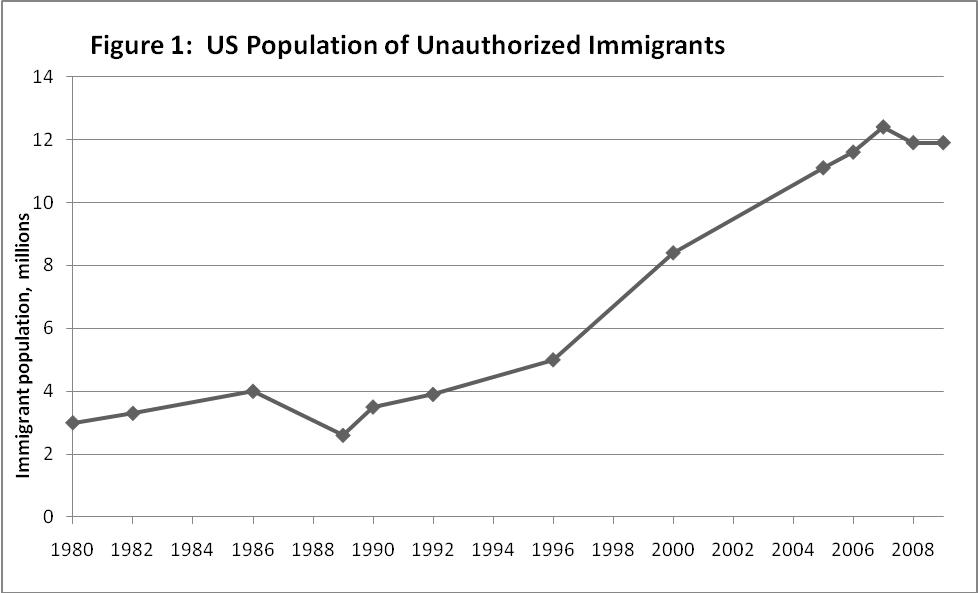 Figure 1:  US Population of Unauthorized Immigrants
Immigrant population, millions
14
12
10
8
6
4
2
0
1980 1982 1984 1986 1988 1990 1992 1994 1996 1998 2000 2002 2004 2006 2008